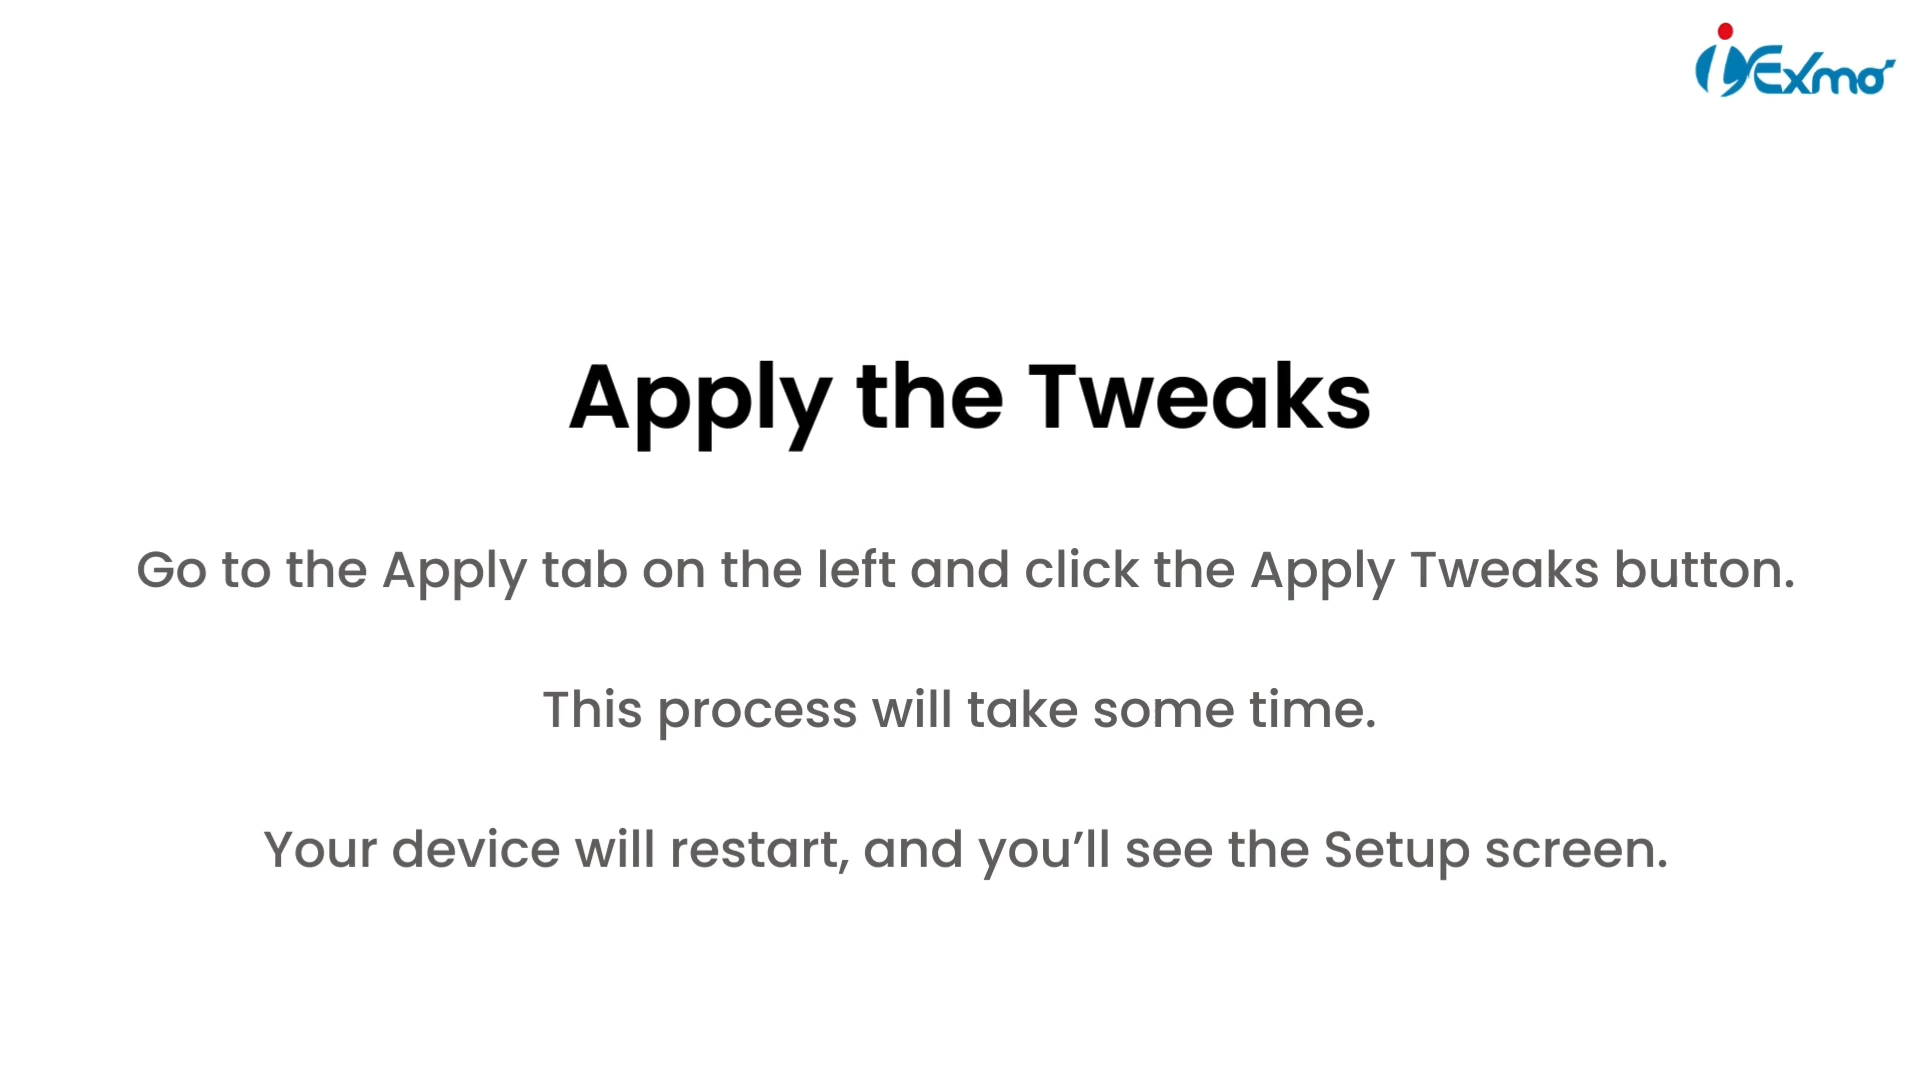 iExmo
Apply the Tweaks
Go to the Apply tab on the left and click the Apply Tweaks button.
This process will take some time.
Your device will restart, and you’ll see the Setup screen.